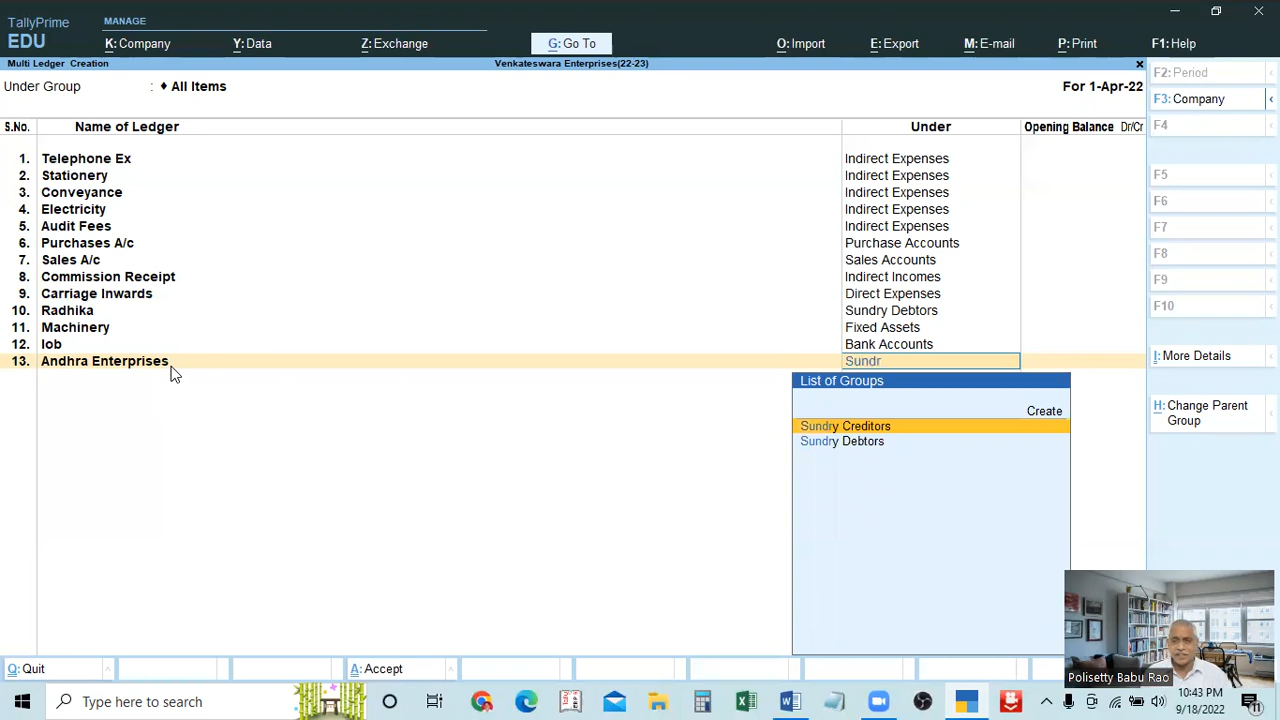 TallyPrime
EDU
MANAGE
K: Company
Y: Data
Z: Exchange
G: Go To
O: Import
E: Export
M: E-mail
P: Print
F1: Help
Multi Ledger Creation
Venkateswara Enterprises(22-23)
×
Under Group : ♦ All Items
For 1-Apr-22
S.No. Name of Ledger Under Opening Balance Dr/Cr
1. Telephone Ex Indirect Expenses
2. Stationery Indirect Expenses
3. Conveyance Indirect Expenses
4. Electricity Indirect Expenses
5. Audit Fees Indirect Expenses
6. Purchases A/c Purchase Accounts
7. Sales A/c Sales Accounts
8. Commission Receipt Indirect Incomes
9. Carriage Inwards Direct Expenses
10. Radhika Sundry Debtors
11. Machinery Fixed Assets
12. Iob Bank Accounts
13. Andhra Enterprises Sundr
List of Groups
Create
Sundry Creditors
Sundry Debtors
F2: Period
F3: Company
F4
F5
F6
F7
F8
F9
F10
I: More Details
H: Change Parent
Group
Q: Quit
A: Accept
Polisetty Babu Rao
Type here to search
10:43 PM
9/18/2022